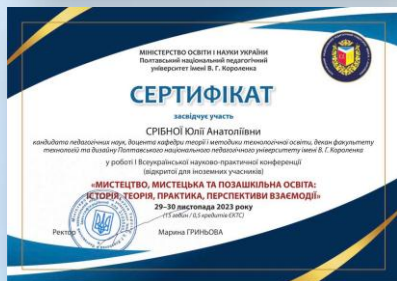 МІНІСТЕРСТВО ОСВІТИ І НАУКИ УКРАЇНИ
Полтавський національний педагогічний
університет імені В. Г. Короленка
СЕРТИФІКАТ
засвідчує участь
СРІБНОЇ Юлії Анатоліївни
кандидата педагогічних наук, доцента кафедри теорії і методики технологічної освіти, декан факультету
технологій та дизайну Полтавського національного педагогічного університету імені В. Г. Короленка
у роботі І Всеукраїнської науково-практичної конференції
(відкритої для іноземних учасників)
«МИСТЕЦТВО, МИСТЕЦЬКА ТА ПОЗАШКІЛЬНА ОСВІТА:
ІСТОРІЯ, ТЕОРІЯ, ПРАКТИКА, ПЕРСПЕКТИВИ ВЗАЄМОДІЇ»
29–30 листопада 2023 року
(15 годин / 0,5 кредитів ЄКТС)
Ректор Марина ГРИНЬОВА